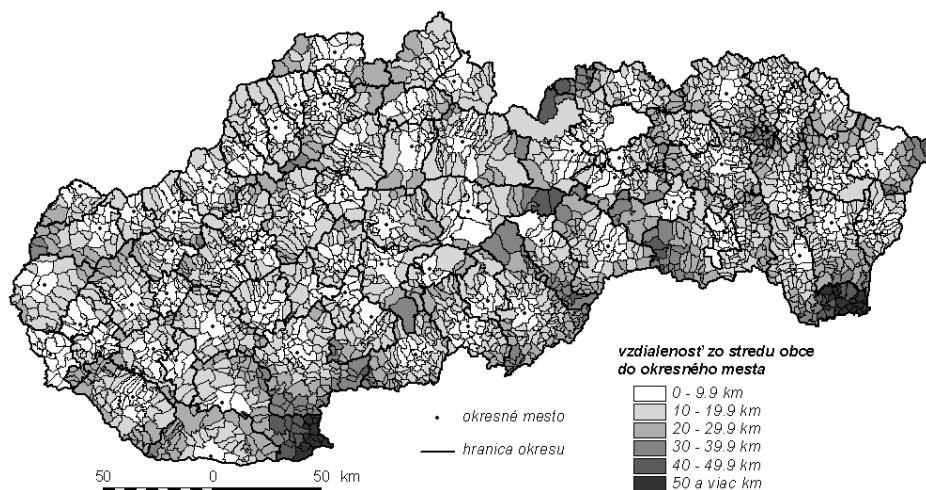 vzdialenosť zo stredu obce
do okresného mesta
0 - 9.9 km
10 - 19.9 km
20 - 29.9 km
30 - 39.9 km
40 - 49.9 km
50 a viac km
okresné mesto
hranica okresu
50 0 50 km